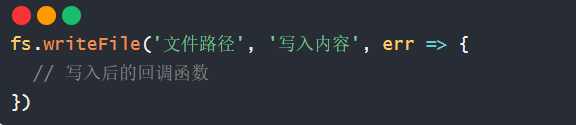 fs.writeFile('文件路径', '写入内容', err => {
  // 写入后的回调函数
})